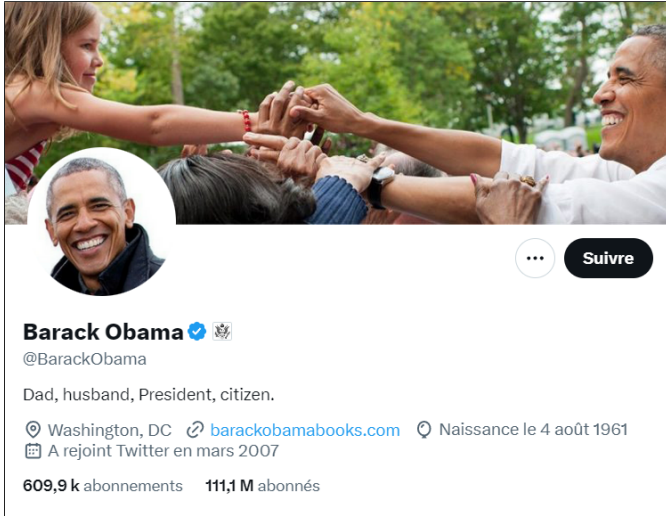 Suivre
Barack Obama
@BarackObama
Dad, husband, President, citizen.
Washington, DC barackobamabooks.com Naissance le 4 août 1961
A rejoint Twitter en mars 2007
609,9 k abonnements 111,1 M abonnés